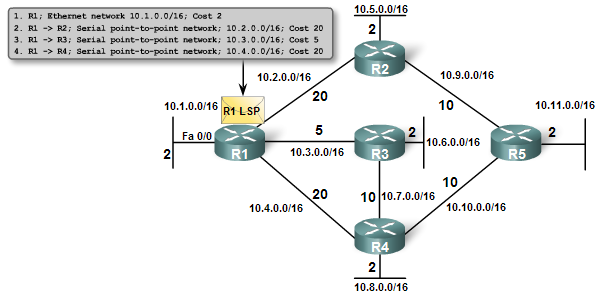 1. R1; Ethernet network 10.1.0.0/16; Cost 2
2. R1 -> R2; Serial point-to-point network; 10.2.0.0/16; Cost 20
3. R1 -> R3; Serial point-to-point network; 10.3.0.0/16; Cost 5
4. R1 -> R4; Serial point-to-point network; 10.4.0.0/16; Cost 20
10.5.0.0/16
2
R2
10.2.0.0/16
10.9.0.0/16
20
10
10.1.0.0/16
R1 LSP
10.11.0.0/16
Fa 0/0
5
2
2
10.6.0.0/16
2
R1
10.3.0.0/16
R3
R5
20
10
10.7.0.0/16
10
10.4.0.0/16
10.10.0.0/16
R4
2
10.8.0.0/16